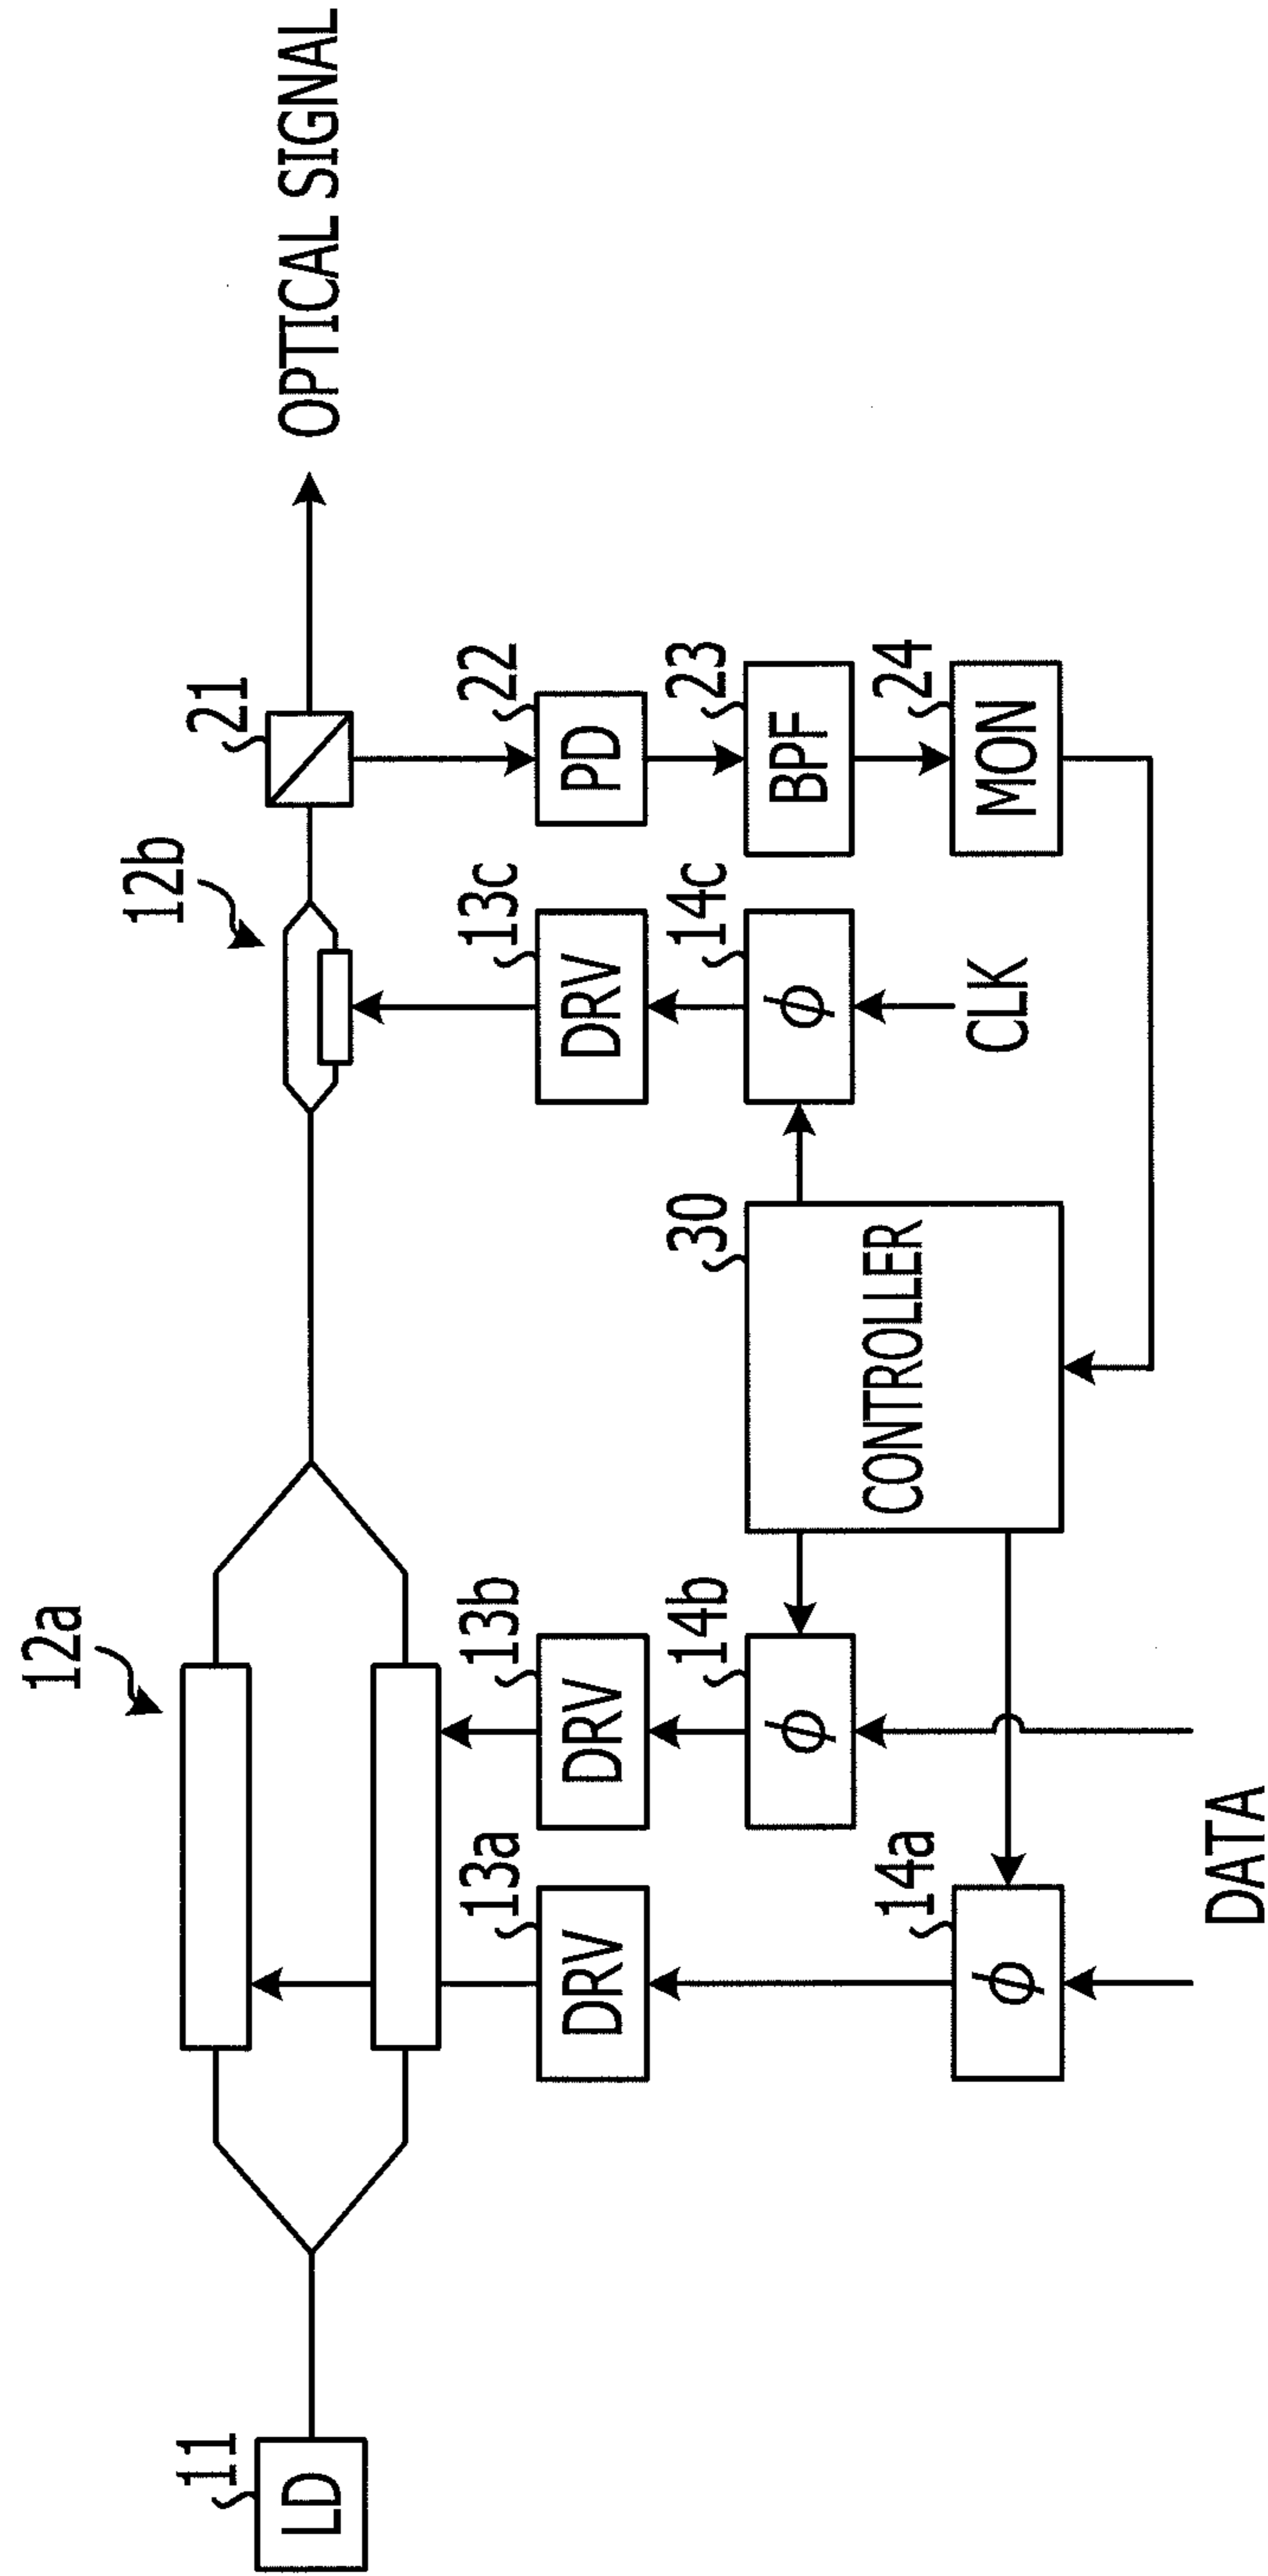 12a
12b
21
OPTICAL SIGNAL
11
LD
13a
DRV
13b
DRV
13c
DRV
22
PD
14b
ϕ
30
CONTROLLER
14c
ϕ
23
BPF
14a
ϕ
CLK
24
MON
DATA